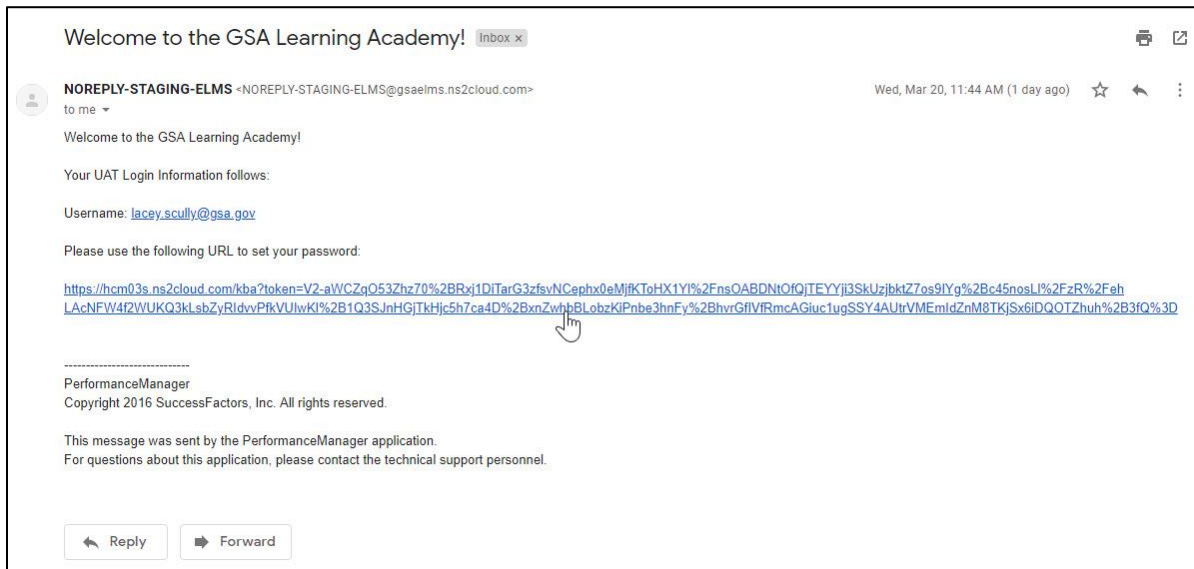 Welcome to the GSA Learning Academy! Inbox x
NOREPLY-STAGING-ELMS <NOREPLY-STAGING-ELMS@gsaelms.ns2cloud.com> Wed, Mar 20, 11:44 AM (1 day ago)
to me
Welcome to the GSA Learning Academy!
Your UAT Login Information follows:
Username: lacey.scully@gsa.gov
Please use the following URL to set your password:
https://hcm03s.ns2cloud.com/kba?token=V2-aWCZqO53Zhz70%2BRxj1DiTarG3zfsvNCephx0eMjfKToHX1YI%2FnsOABDNtOfQjTEYYji3SkUzjbktZ7os9IYg%2Bc45nosLI%2FzR%2Feh
LAcNFW4f2WUKQ3kLsbZyRIdvvPfkVUIwKI%2B1Q3SJnHGjTkHjc5h7ca4D%2BxnZwhbBLobzKiPnbe3hnFy%2BhvrGflVfRmcAGiuc1ugSSY4AUtrVMEmIdZnM8TKjSx6iDQOTZhuh%2B3fQ%3D
----------------------------
PerformanceManager
Copyright 2016 SuccessFactors, Inc. All rights reserved.
This message was sent by the PerformanceManager application.
For questions about this application, please contact the technical support personnel.
Reply Forward